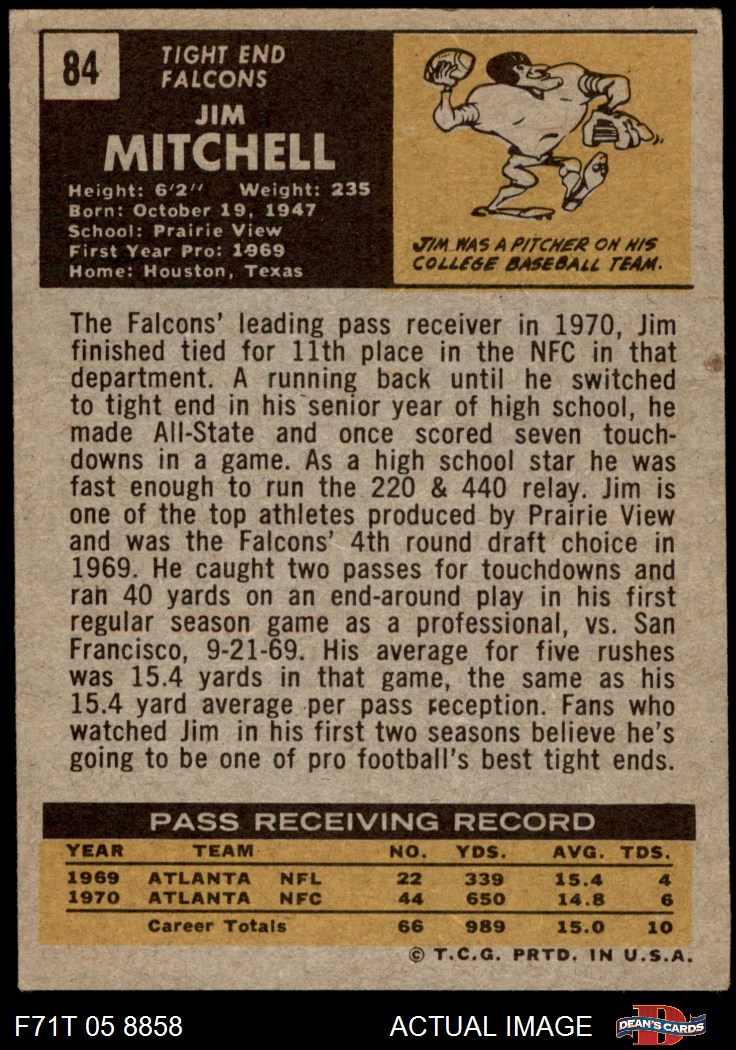 84
TIGHT END
FALCONS
JIM
MITCHELL
Height: 6'2" Weight: 235
Born: October 19, 1947
School: Prairie View
First Year Pro: 1969
Home: Houston, Texas
JIM WAS A PITCHER ON HIS
COLLEGE BASEBALL TEAM.
The Falcons' leading pass receiver in 1970, Jim
finished tied for 11th place in the NFC in that
department. A running back until he switched
to tight end in his senior year of high school, he
made All-State and once scored seven touch-
downs in a game. As a high school star he was
fast enough to run the 220 & 440 relay. Jim is
one of the top athletes produced by Prairie View
and was the Falcons' 4th round draft choice in
1969. He caught two passes for touchdowns and
ran 40 yards on an end-around play in his first
regular season game as a professional, vs. San
Francisco, 9-21-69. His average for five rushes
was 15.4 yards in that game, the same as his
15.4 yard average per pass reception. Fans who
watched Jim in his first two seasons believe he's
going to be one of pro football's best tight ends.
PASS RECEIVING RECORD
YEAR TEAM NO. YDS. AVG. TDS.
1969 ATLANTA NFL 22 339 15.4 4
1970 ATLANTA NFC 44 650 14.8 6
Career Totals 66 989 15.0 10
© T.C.G. PRTD. IN U.S.A.
F71T 05 8858 ACTUAL IMAGE DEAN'S CARDS